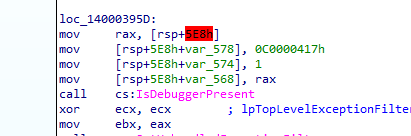 loc_14000395D:
mov rax, [rsp+5E8h]
mov [rsp+5E8h+var_578], 0C0000417h
mov [rsp+5E8h+var_574], 1
mov [rsp+5E8h+var_568], rax
call cs:IsDebuggerPresent
xor ecx, ecx ; lpTopLevelExceptionFilter
mov ebx, eax